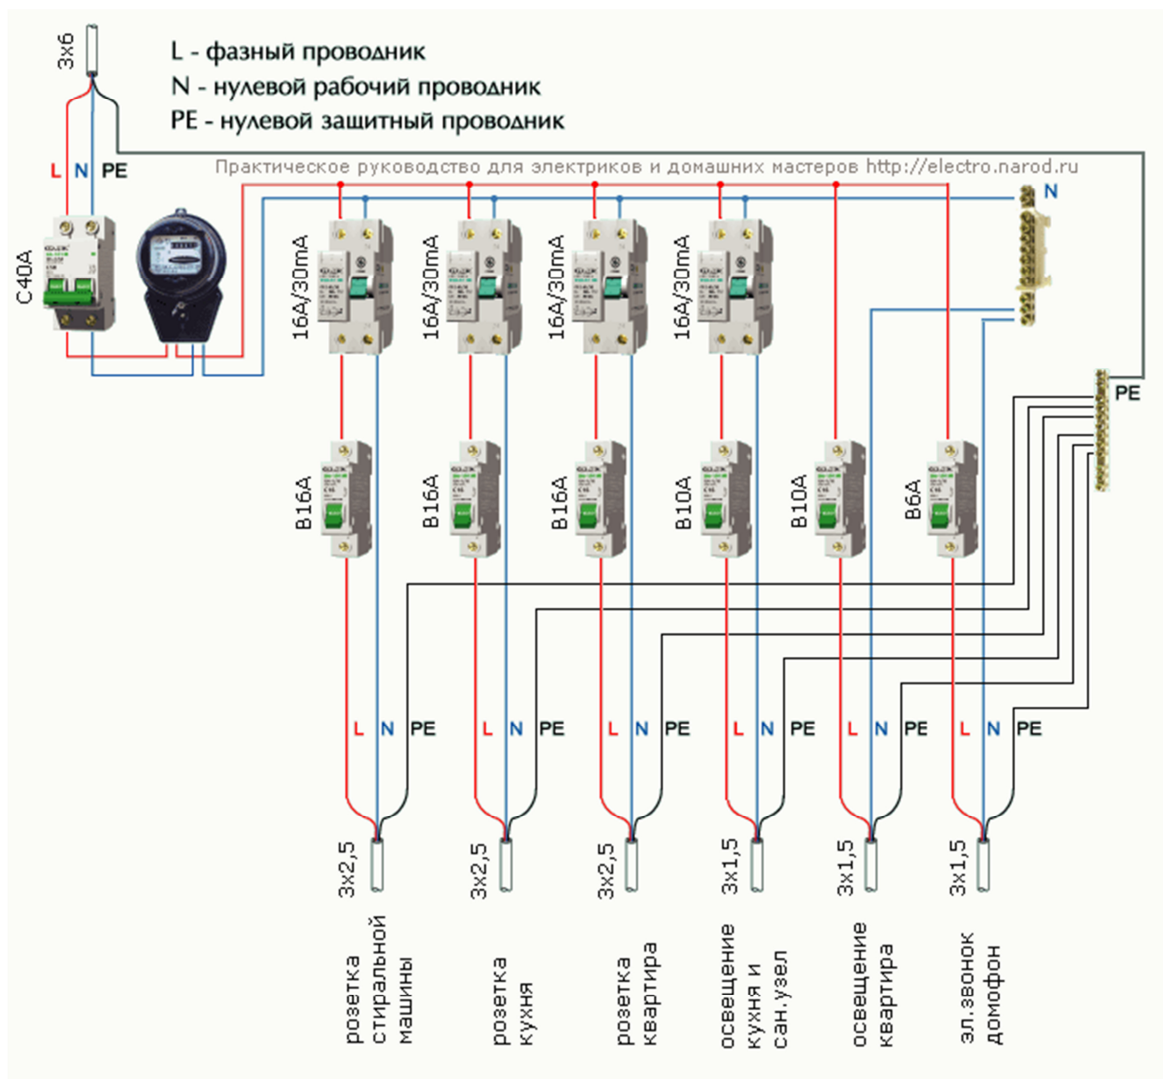 3x6
L - фазный проводник
N - нулевой рабочий проводник
PE - нулевой защитный проводник
Практическое руководство для электриков и домашних мастеров http://electro.narod.ru
L N PE
N
C40A
16A/30mA
16A/30mA
16A/30mA
16A/30mA
PE
B16A
B16A
B16A
B10A
B10A
B6A
L N PE
L N PE
L N PE
L N PE
L N PE
L N PE
3x2,5
3x2,5
3x2,5
3x1,5
3x1,5
3x1,5
розетка
стиральной
машины
розетка
кухня
розетка
квартира
освещение
кухня и
сан.узел
освещение
квартира
эл.звонок
домофон